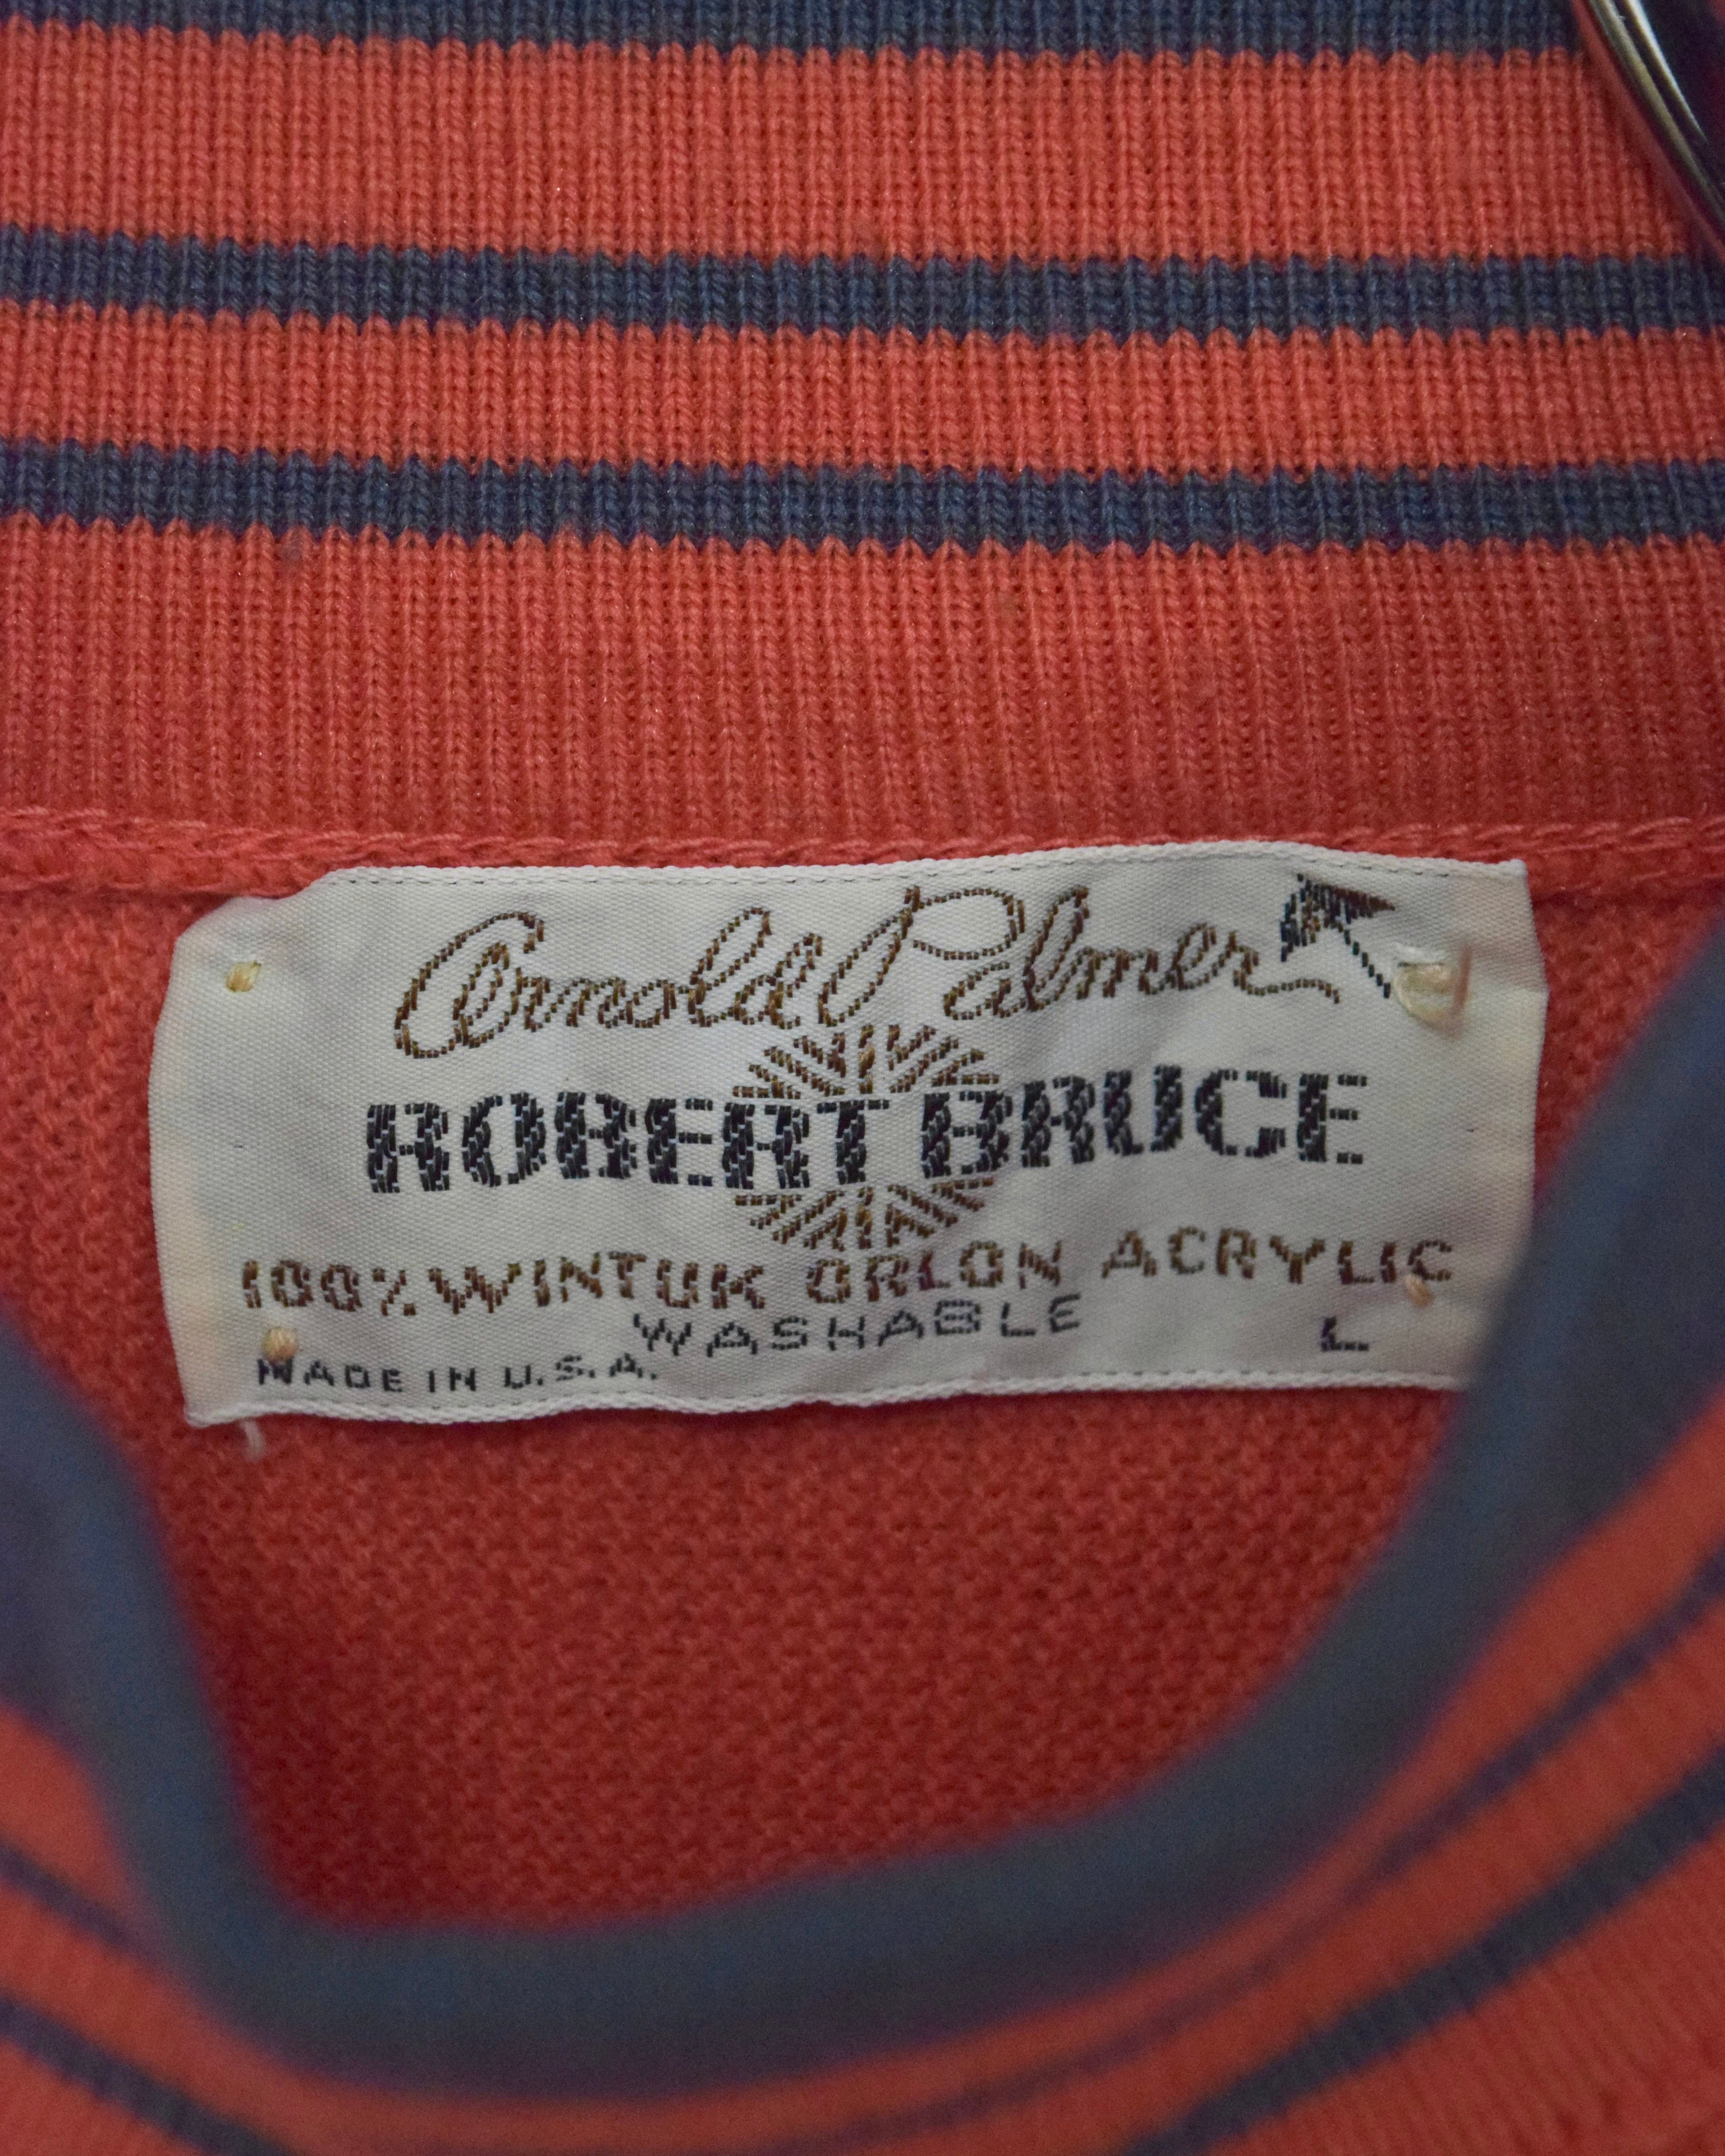 Arnold Palmer
ROBERT BRUCE
100% WINTUK ORLON ACRYLIC
WASHABLE
L
MADE IN U.S.A.